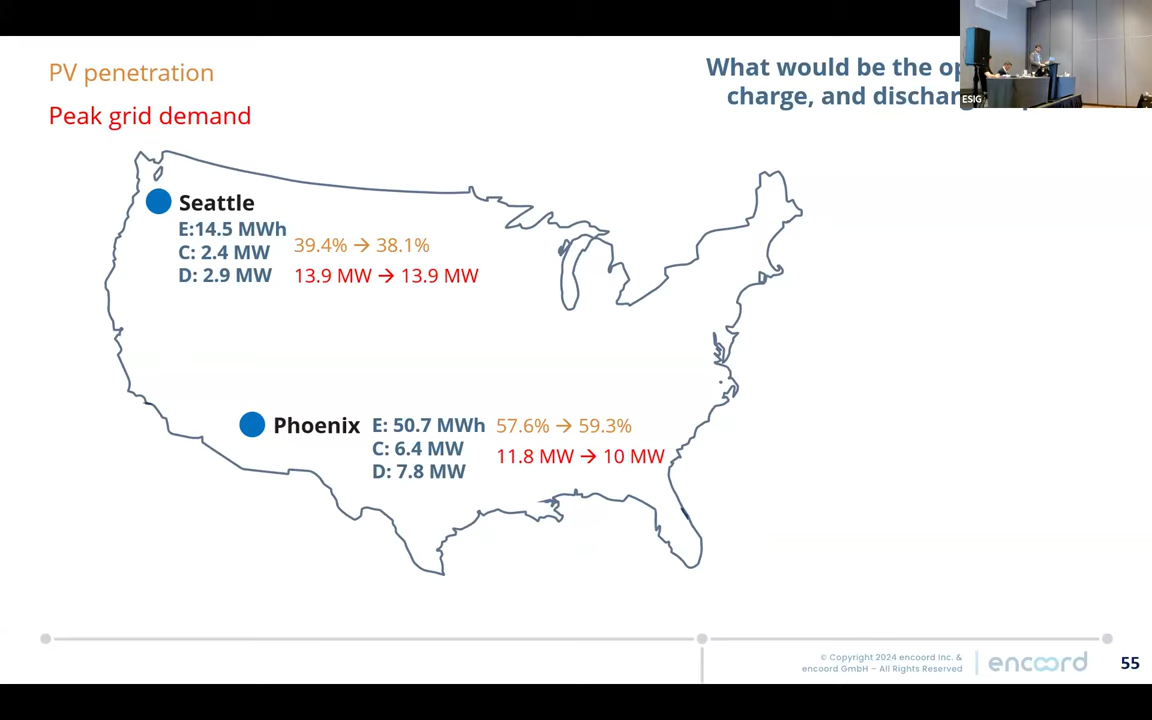 PV penetration
Peak grid demand
What would be the
charge, and
ESIG
Seattle
E:14.5 MWh
C: 2.4 MW
D: 2.9 MW
39.4% → 38.1%
13.9 MW → 13.9 MW
Phoenix
E: 50.7 MWh
C: 6.4 MW
D: 7.8 MW
57.6% → 59.3%
11.8 MW → 10 MW
© Copyright 2024 encoord Inc. &
encoord GmbH – All Rights Reserved
encoord
55